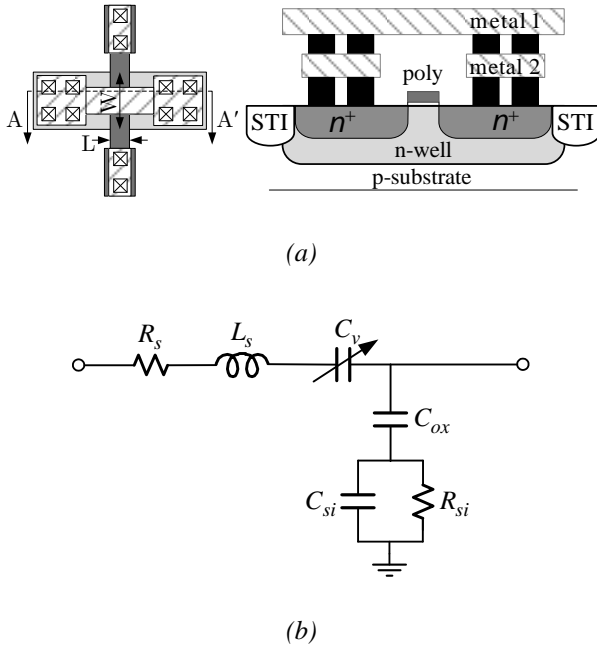 metal 1
metal 2
poly
A
W
A′
L
STI
n+
n+
STI
n-well
p-substrate
(a)
Rs
Ls
Cv
Cox
Csi
Rsi
(b)